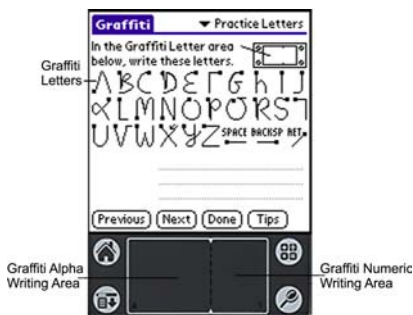 Graffiti Practice Letters
In the Graffiti Letter area
below, write these letters.
Graffiti
Letters
A B C D E F G h I J
K L M N O P Q R S T
U V W X Y Z SPACE BACKSP RET.
Previous Next Done Tips
Graffiti Alpha
Writing Area
Graffiti Numeric
Writing Area